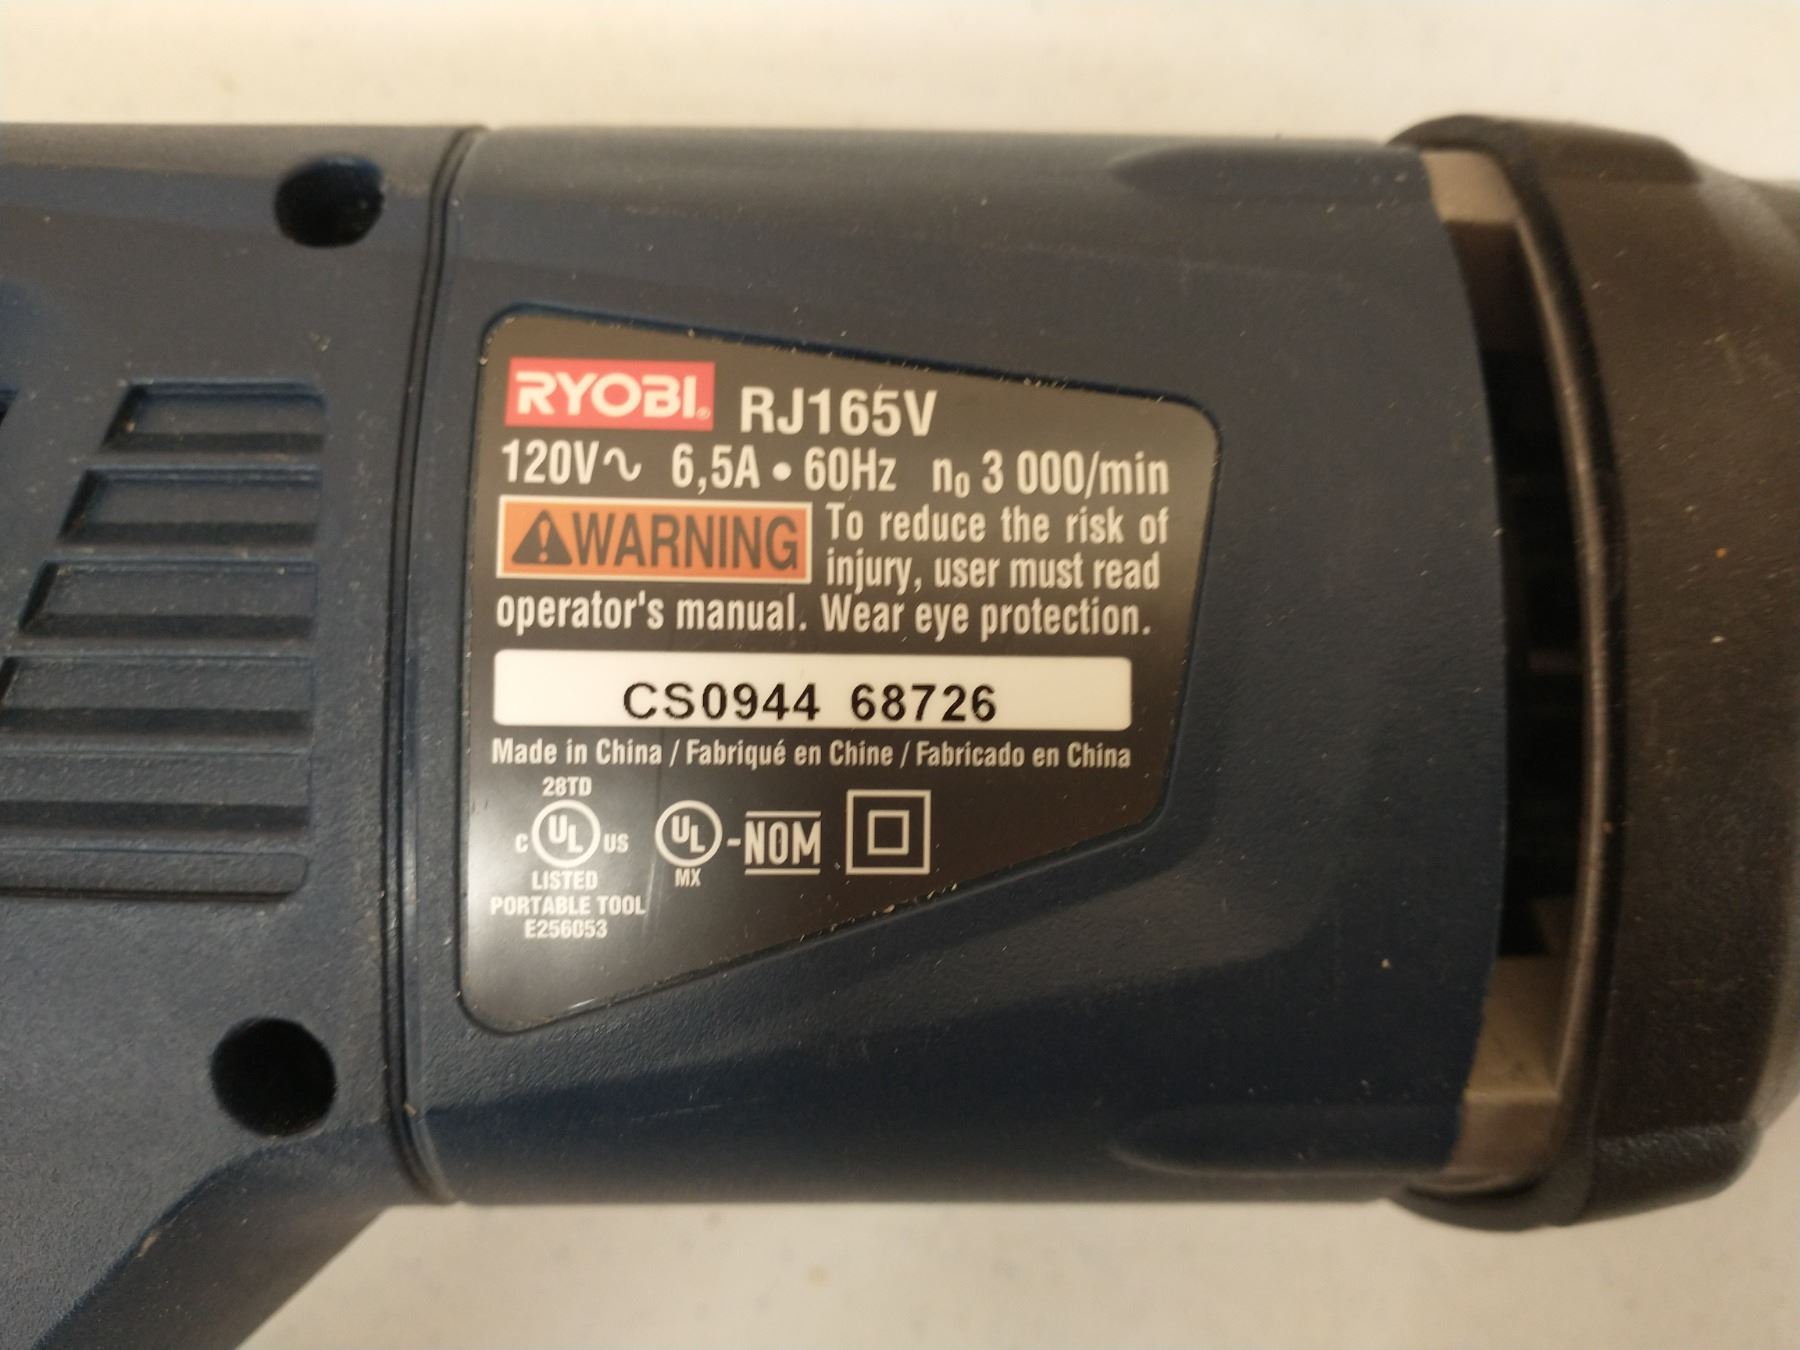 RYOBI® RJ165V
120V∿ 6,5A • 60Hz n₀ 3 000/min
WARNING To reduce the risk of
injury, user must read
operator's manual. Wear eye protection.
CS0944 68726
Made in China / Fabriqué en Chine / Fabricado en China
28TD
C UL US UL - NOM
LISTED MX
PORTABLE TOOL
E256053